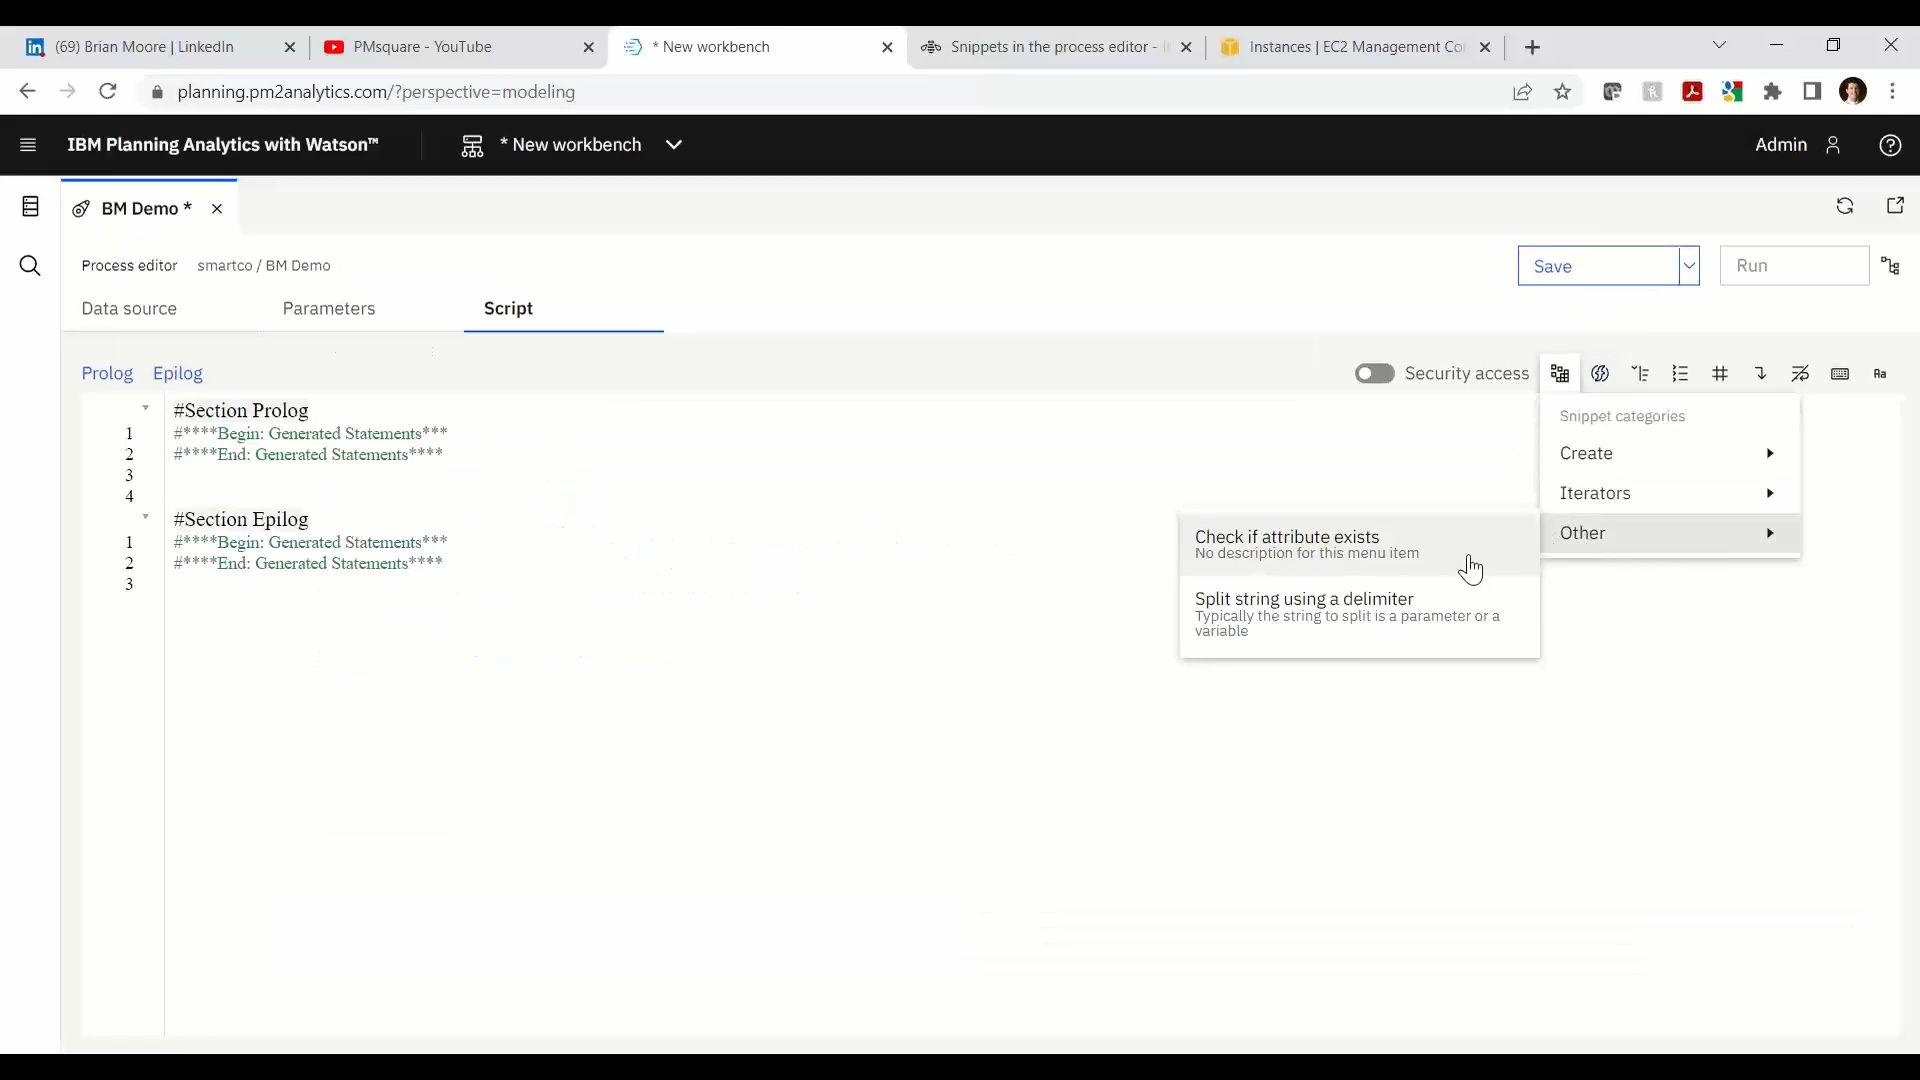 (69) Brian Moore | LinkedIn
PMsquare - YouTube
* New workbench
Snippets in the process editor -
Instances | EC2 Management Co
planning.pm2analytics.com/?perspective=modeling
IBM Planning Analytics with Watson™
* New workbench
Admin
BM Demo *
Process editor
smartco / BM Demo
Save
Run
Data source
Parameters
Script
Prolog
Epilog
Security access
Aa
#Section Prolog
1 #****Begin: Generated Statements***
2 #****End: Generated Statements****
3
4
#Section Epilog
1 #****Begin: Generated Statements***
2 #****End: Generated Statements****
3
Snippet categories
Create
Iterators
Other
Check if attribute exists
No description for this menu item
Split string using a delimiter
Typically the string to split is a parameter or a
variable